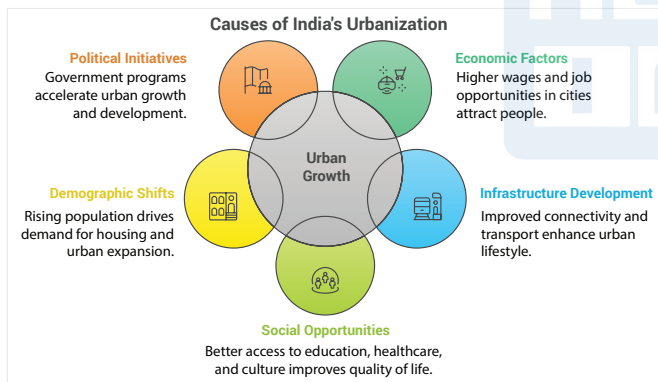 Causes of India's Urbanization
Political Initiatives
Government programs
accelerate urban growth
and development.
Economic Factors
Higher wages and job
opportunities in cities
attract people.
Urban
Growth
Demographic Shifts
Rising population drives
demand for housing and
urban expansion.
Infrastructure Development
Improved connectivity and
transport enhance urban
lifestyle.
Social Opportunities
Better access to education, healthcare,
and culture improves quality of life.